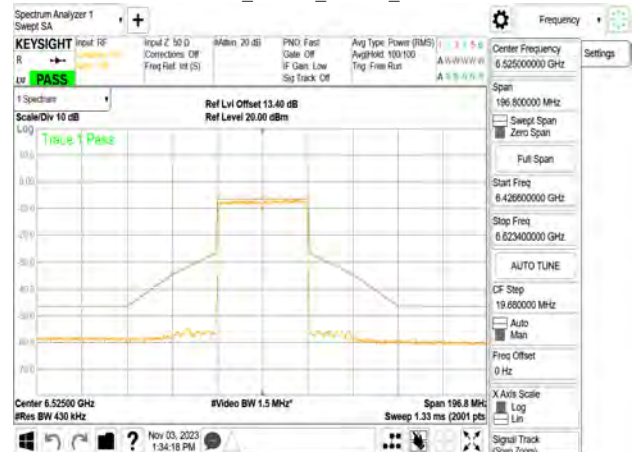 Spectrum Analyzer 1
Swept SA
+
Frequency
KEYSIGHT
R
LV PASS
Input: RF
Input Z: 50 Ω
Corrections: Off
Freq Ref: Int (S)
#Atten: 20 dB
PNO: Fast
Gate: Off
IF Gain: Low
Sig Track: Off
Avg Type: Power (RMS)
Avg|Hold: 100/100
Trig: Free Run
A W W W W W
Center Frequency
6.525000000 GHz
Settings
Span
196.800000 MHz
Swept Span
Zero Span
Full Span
Start Freq
6.426600000 GHz
Stop Freq
6.623400000 GHz
AUTO TUNE
CF Step
19.680000 MHz
Auto
Man
Freq Offset
0 Hz
X Axis Scale
Log
Lin
Signal Track
(Span Zoom)
1 Spectrum
Scale/Div 10 dB
Ref Lvl Offset 13.40 dB
Ref Level 20.00 dBm
Log
Trace 1 Pass
10.0
0.00
Center 6.52500 GHz
#Res BW 430 kHz
#Video BW 1.5 MHz*
Span 196.8 MHz
Sweep 1.33 ms (2001 pts
?
Nov 03, 2023
1:34:18 PM